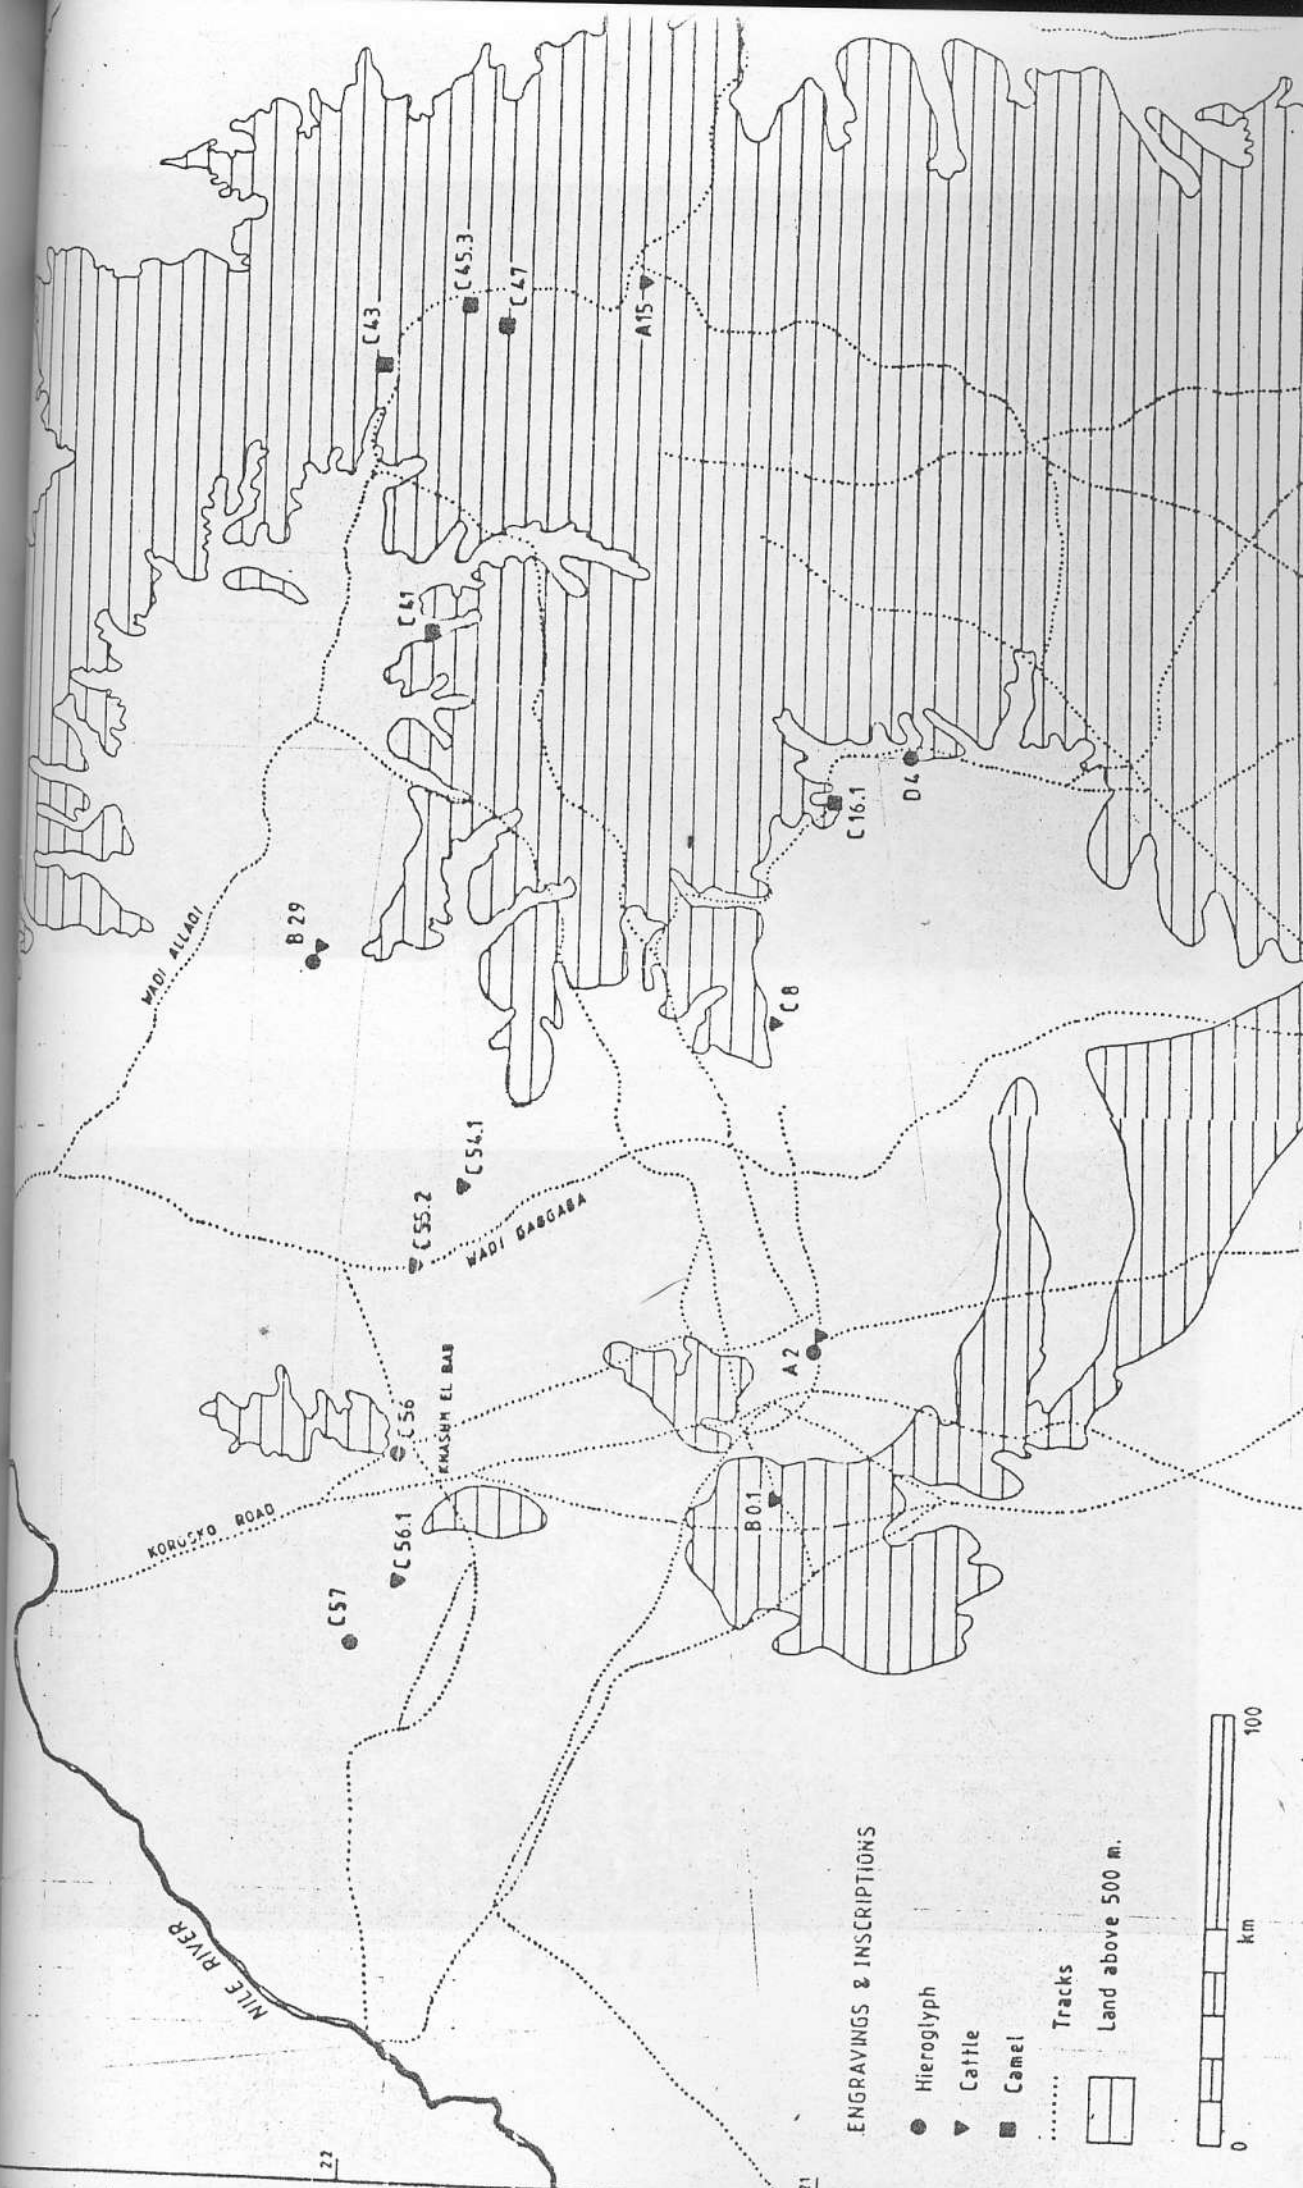 C43
C45.3
C47
A15
C41
C16.1
D4
WADI ALLAQI
B29
C8
C54.1
C55.2
WADI GABGABA
A2
C56
KHASHM EL BAB
KOROSKO ROAD
C56.1
C57
B0.1
NILE RIVER
22
21
ENGRAVINGS & INSCRIPTIONS
Hieroglyph
Cattle
Camel
Tracks
Land above 500 m.
0 km 100